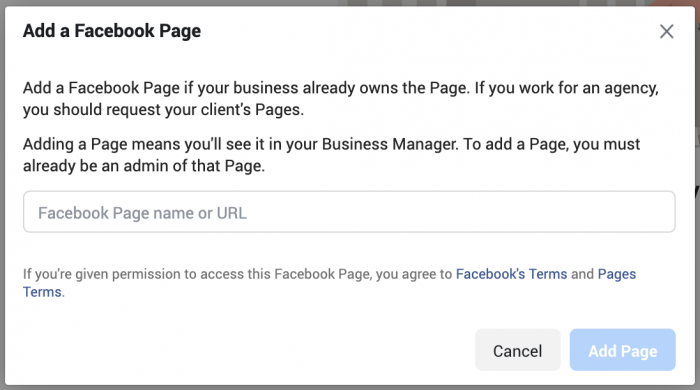 Add a Facebook Page
Add a Facebook Page if your business already owns the Page. If you work for an agency,
you should request your client's Pages.
Adding a Page means you'll see it in your Business Manager. To add a Page, you must
already be an admin of that Page.
Facebook Page name or URL
If you're given permission to access this Facebook Page, you agree to Facebook's Terms and Pages
Terms.
Cancel
Add Page